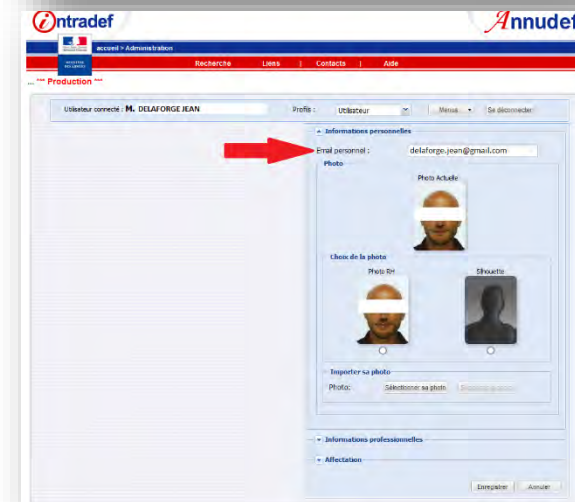 intradef
Annudef
accueil > Administration
Recherche Liens | Contacts | Aide
... *** Production ***
Utilisateur connecté : M. DELAFORGE JEAN Profils : Utilisateur Menus Se déconnecter
Informations personnelles
Email personnel : delaforge.jean@gmail.com
Photo
Photo Actuelle
Choix de la photo
Photo RH Silhouette
Importer sa photo
Photo: Sélectionner sa photo
Informations professionnelles
Affectation
Enregistrer Annuler